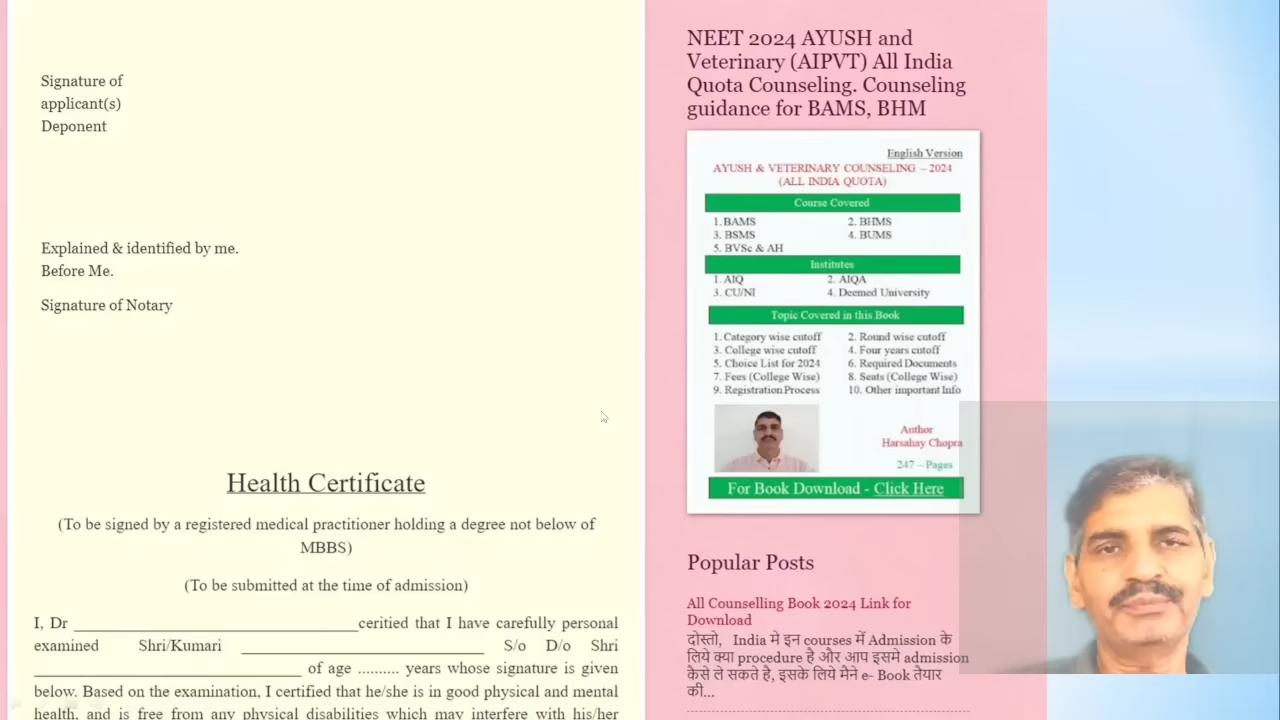 Signature of
applicant(s)
Deponent
Explained & identified by me.
Before Me.
Signature of Notary
Health Certificate
(To be signed by a registered medical practitioner holding a degree not below of
MBBS)
(To be submitted at the time of admission)
I, Dr ________________________________ceritied that I have carefully personal
examined Shri/Kumari ___________________________ S/o D/o Shri
______________________________ of age .......... years whose signature is given
below. Based on the examination, I certified that he/she is in good physical and mental
health, and is free from any physical disabilities which may interfere with his/her
NEET 2024 AYUSH and
Veterinary (AIPVT) All India
Quota Counseling. Counseling
guidance for BAMS, BHM
English Version
AYUSH & VETERINARY COUNSELING – 2024
(ALL INDIA QUOTA)
Course Covered
1. BAMS 2. BHMS
3. BSMS 4. BUMS
5. BVSc & AH
Institutes
1. AIQ 2. AIQA
3. CU/NI 4. Deemed University
Topic Covered in this Book
1. Category wise cutoff 2. Round wise cutoff
3. College wise cutoff 4. Four years cutoff
5. Choice List for 2024 6. Required Documents
7. Fees (College Wise) 8. Seats (College Wise)
9. Registration Process 10. Other important Info
Author
Harsahay Chopra
247 – Pages
For Book Download - Click Here
Popular Posts
All Counselling Book 2024 Link for
Download
दोस्तो, India मे इन courses में Admission के
लिये क्या procedure है और आप इसमे admission
कैसे ले सकते है, इसके लिये मैने e- Book तैयार
की...